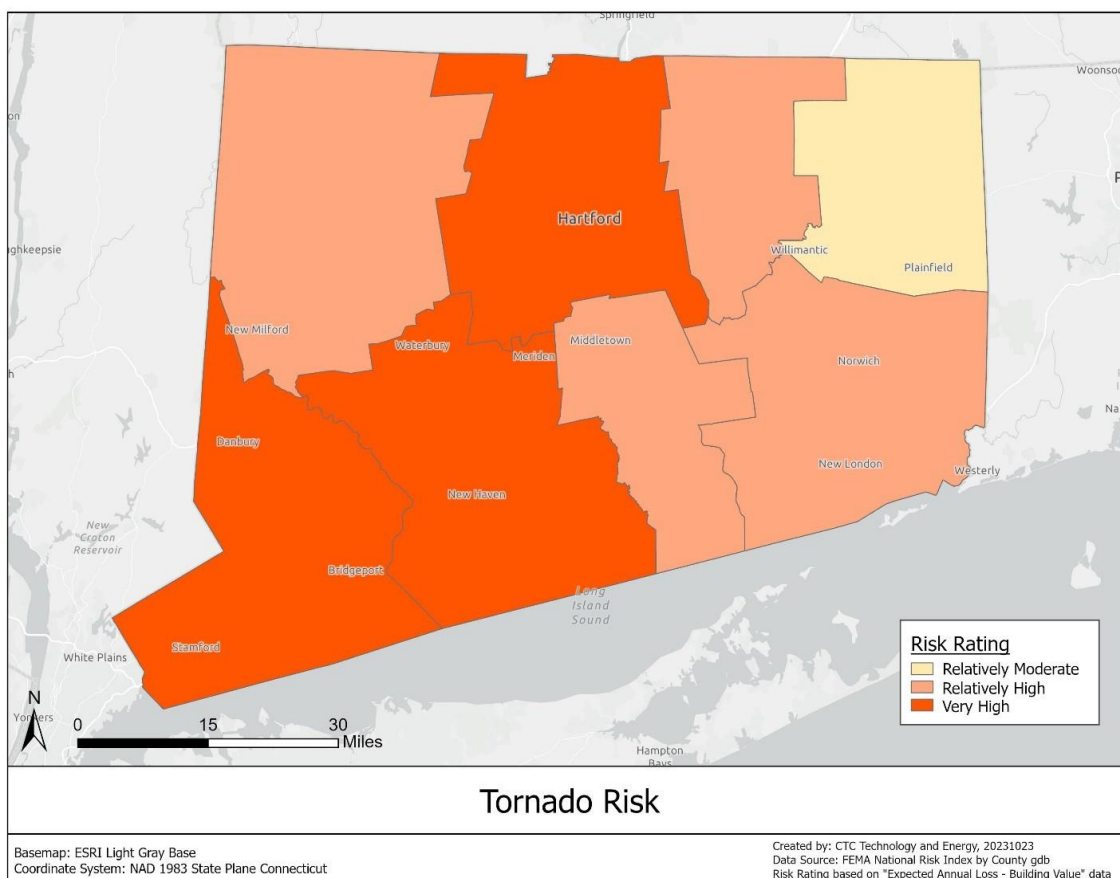 Springfield
Woonsoc
on
Hartford
P
ughkeepsie
Willimantic
Plainfield
New Milford
Waterbury
Meriden
Middletown
Norwich
h
Na
Danbury
New London
Westerly
New Haven
New
Croton
Reservoir
Bridgeport
Long
Island
Sound
Stamford
White Plains
Risk Rating
Relatively Moderate
Relatively High
Very High
N
Yonkers
0 15 30
Miles
Hampton
Bays
Tornado Risk
Basemap: ESRI Light Gray Base
Coordinate System: NAD 1983 State Plane Connecticut
Created by: CTC Technology and Energy, 20231023
Data Source: FEMA National Risk Index by County gdb
Risk Rating based on "Expected Annual Loss - Building Value" data